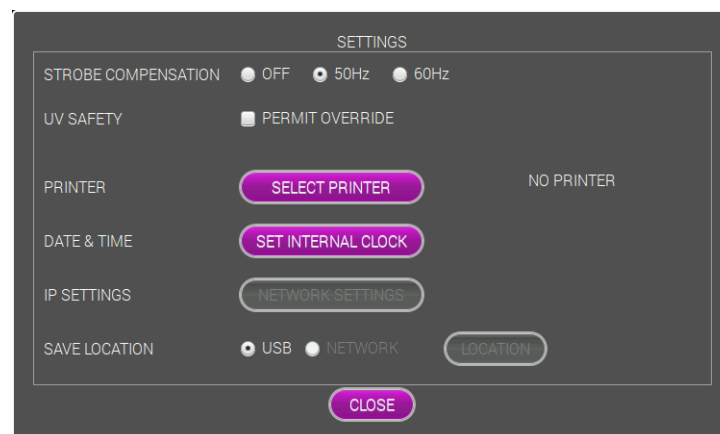 SETTINGS
STROBE COMPENSATION OFF 50Hz 60Hz
UV SAFETY PERMIT OVERRIDE
PRINTER SELECT PRINTER NO PRINTER
DATE & TIME SET INTERNAL CLOCK
IP SETTINGS NETWORK SETTINGS
SAVE LOCATION USB NETWORK LOCATION
CLOSE